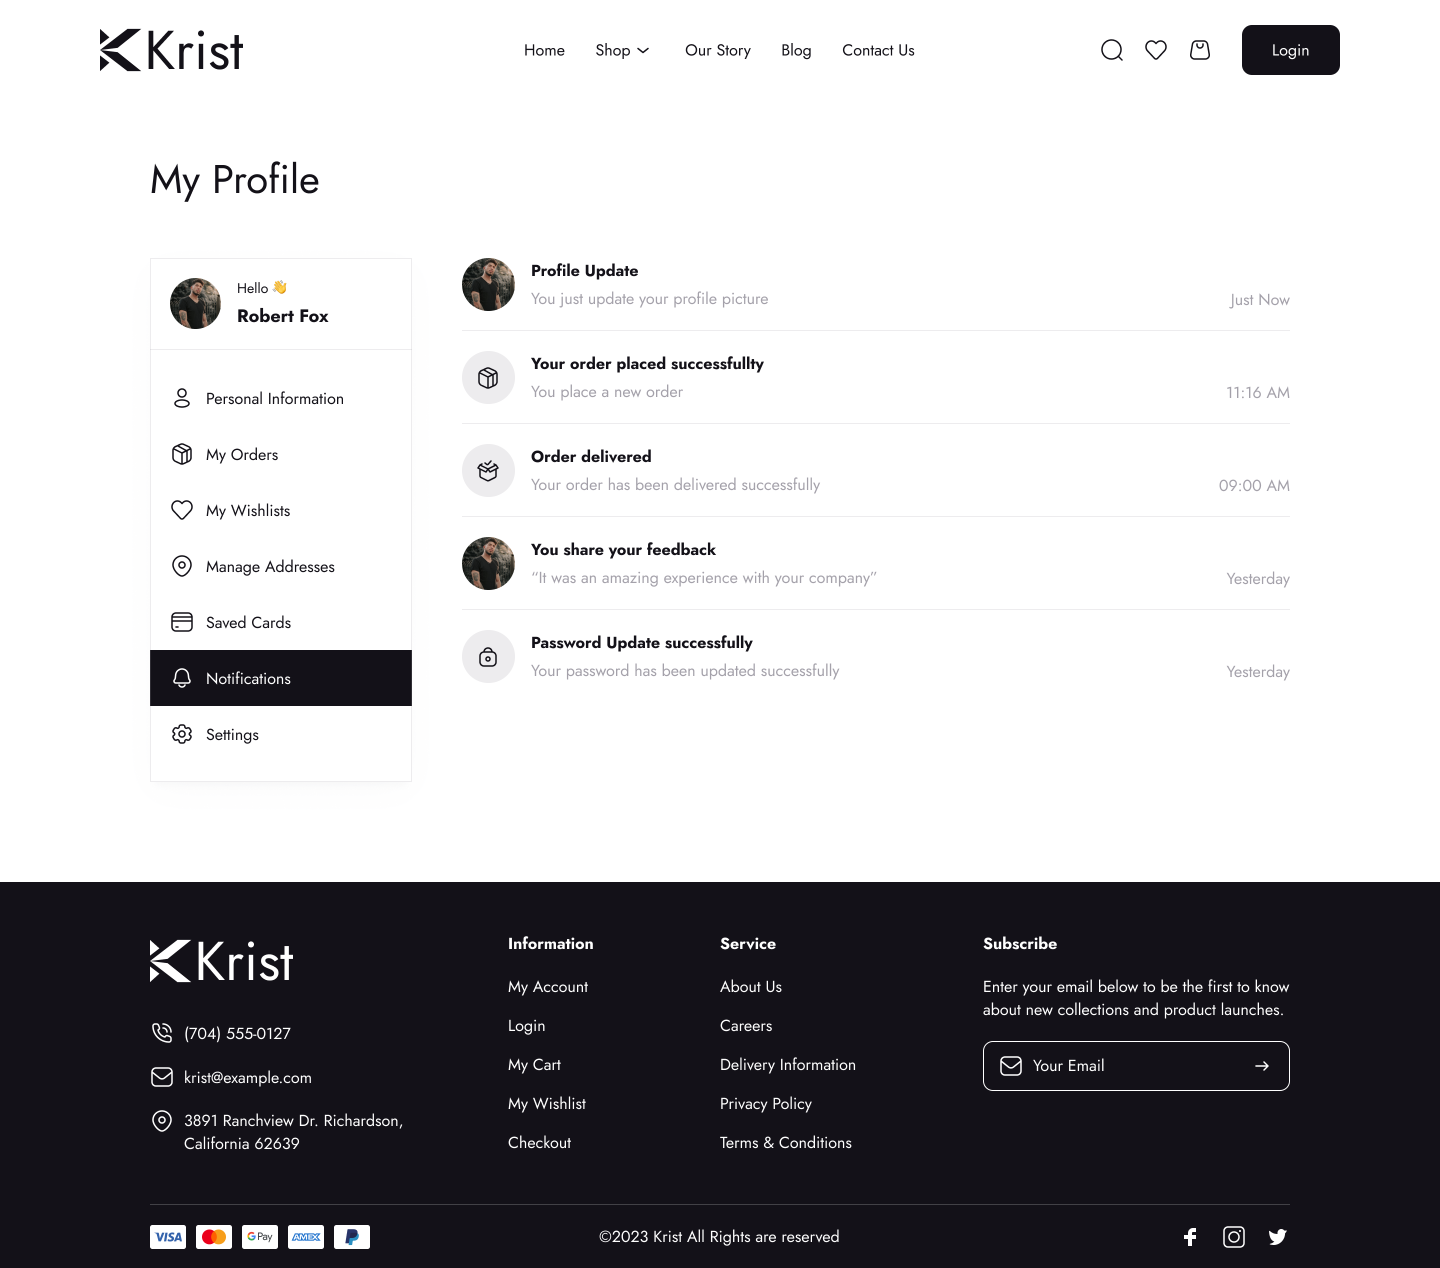 Krist
Home
Shop
Our Story
Blog
Contact Us
Login
My Profile
Hello 👋
Robert Fox
Personal Information
My Orders
My Wishlists
Manage Addresses
Saved Cards
Notifications
Settings
Profile Update
You just update your profile picture
Just Now
Your order placed successfullty
You place a new order
11:16 AM
Order delivered
Your order has been delivered successfully
09:00 AM
You share your feedback
“It was an amazing experience with your company”
Yesterday
Password Update successfully
Your password has been updated successfully
Yesterday
Krist
(704) 555-0127
krist@example.com
3891 Ranchview Dr. Richardson,
California 62639
Information
My Account
Login
My Cart
My Wishlist
Checkout
Service
About Us
Careers
Delivery Information
Privacy Policy
Terms & Conditions
Subscribe
Enter your email below to be the first to know
about new collections and product launches.
Your Email
VISA
G Pay
AMEX
©2023 Krist All Rights are reserved